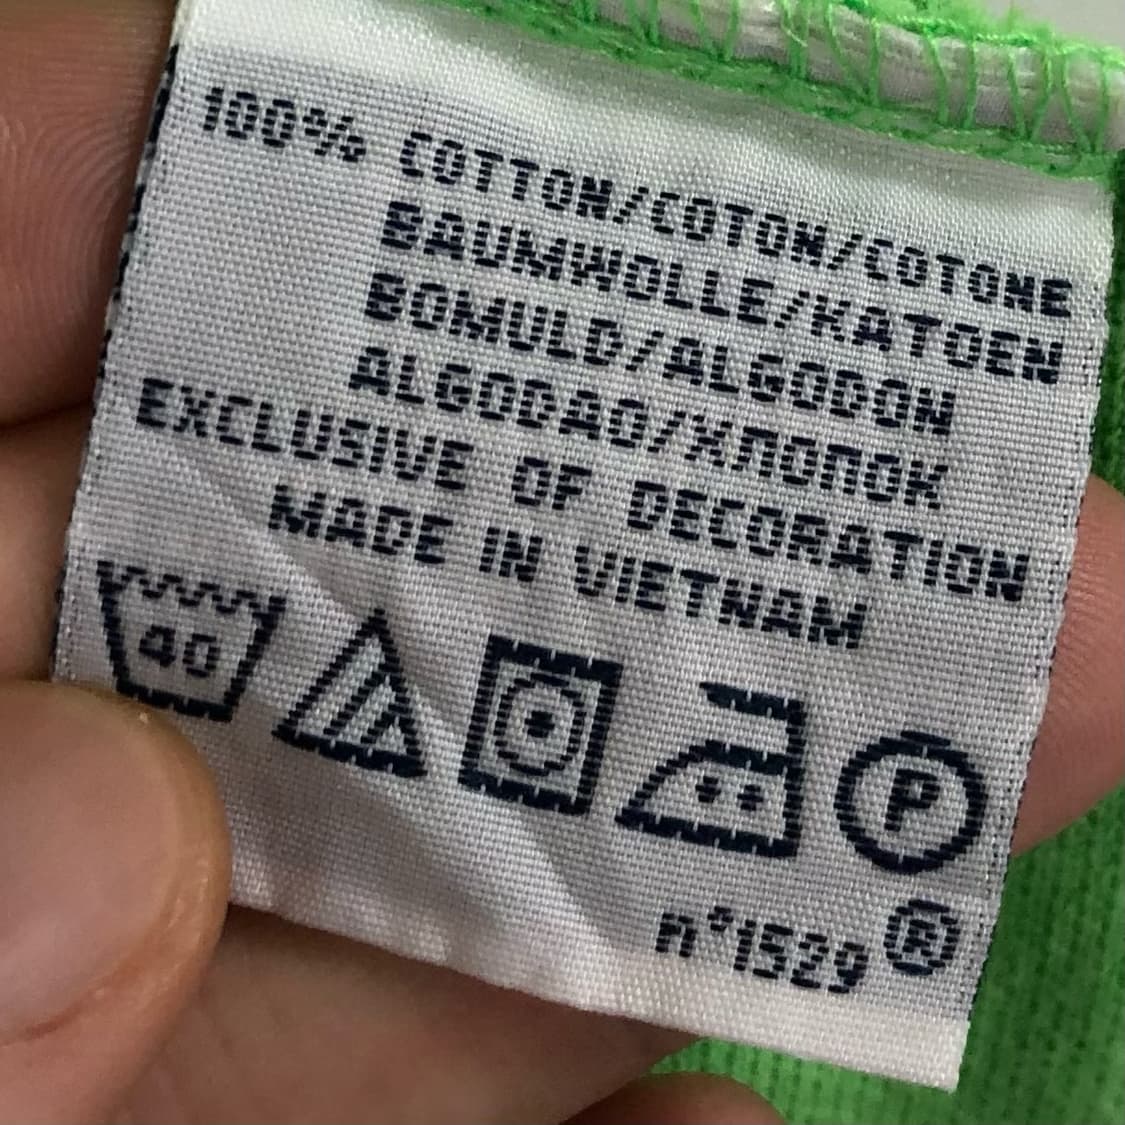 100% COTTON/COTON/COTONE
BAUMWOLLE/KATOEN
BOMULD/ALGODON
ALGODAO/ХЛОПОК
EXCLUSIVE OF DECORATION
MADE IN VIETNAM
40
P
n°1529 ®